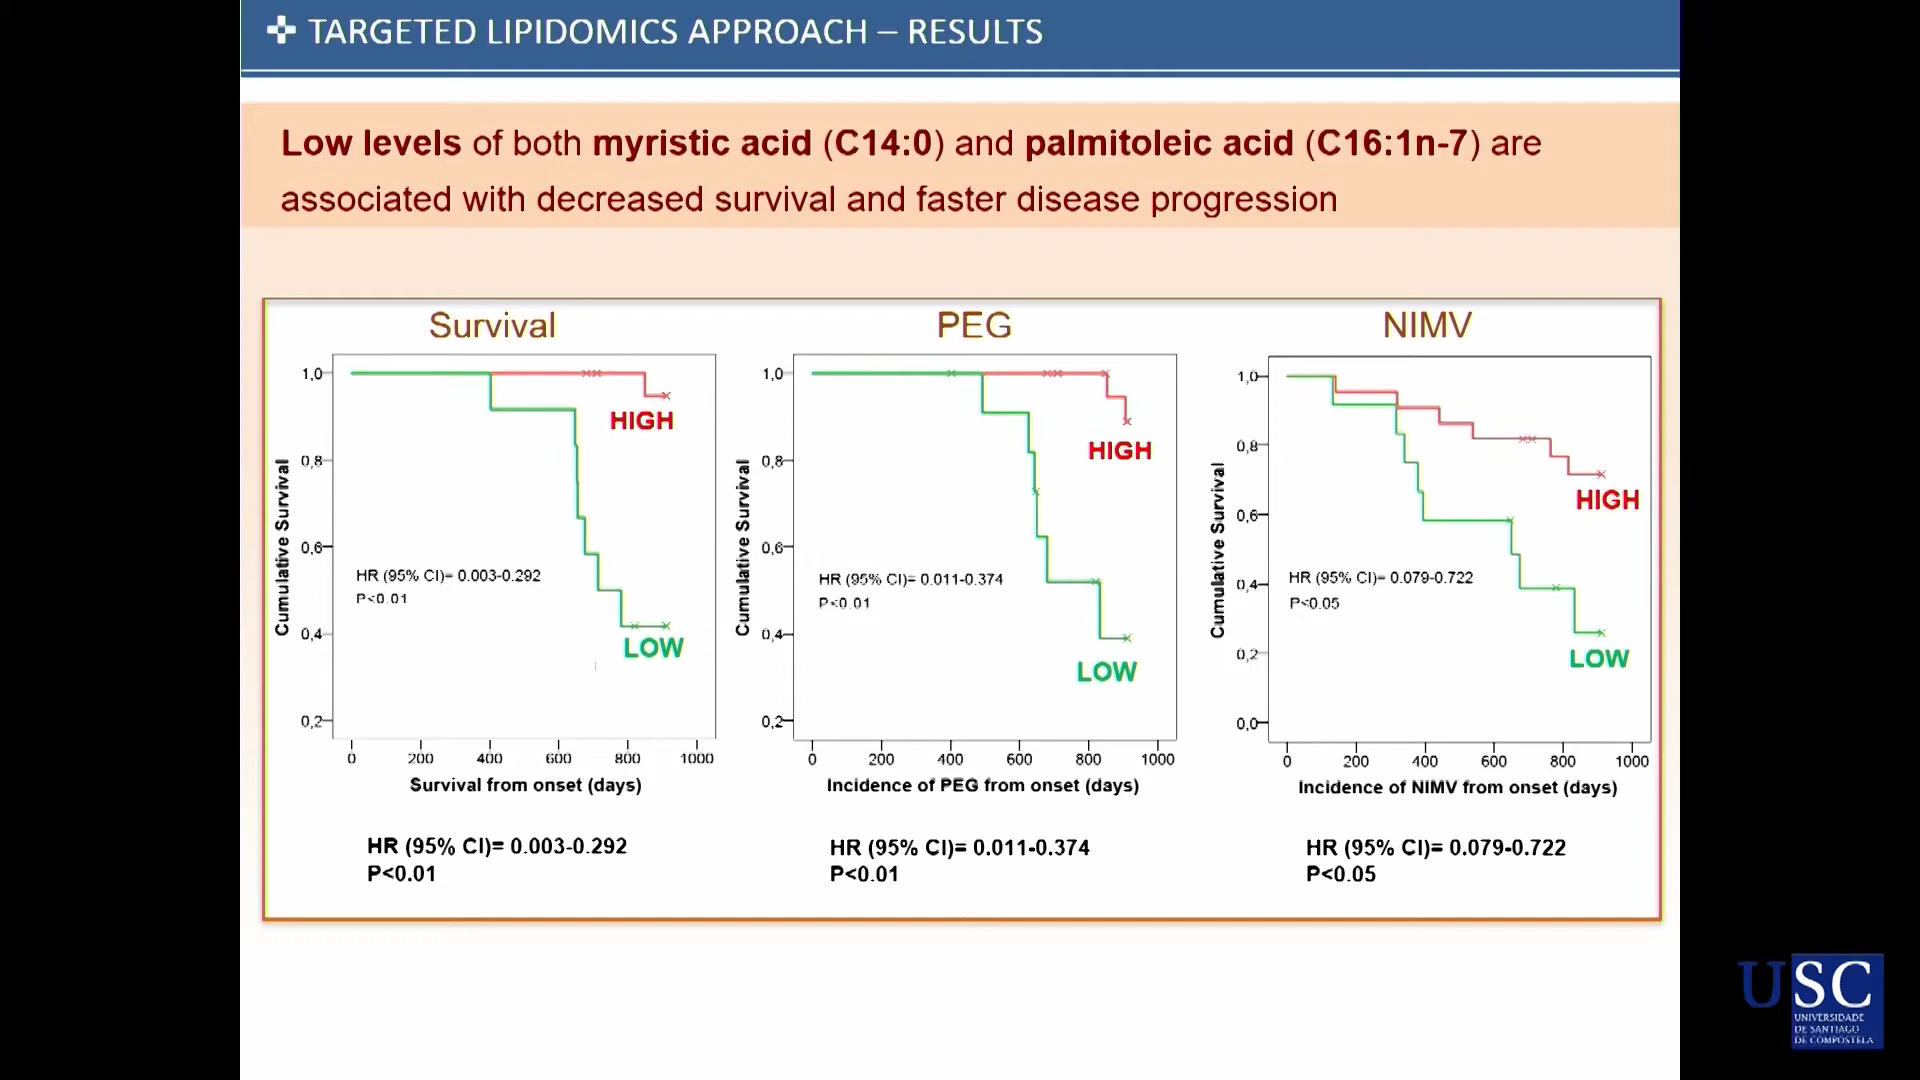 TARGETED LIPIDOMICS APPROACH – RESULTS
Low levels of both myristic acid (C14:0) and palmitoleic acid (C16:1n-7) are
associated with decreased survival and faster disease progression
Survival
1,0
0,8
0,6
0,4
0,2
Cumulative Survival
HIGH
HR (95% CI)= 0.003-0.292
P<0.01
LOW
0 200 400 600 800 1000
Survival from onset (days)
HR (95% CI)= 0.003-0.292
P<0.01
PEG
1,0
0,8
0,6
0,4
0,2
Cumulative Survival
HIGH
HR (95% CI)= 0.011-0.374
P<0.01
LOW
0 200 400 600 800 1000
Incidence of PEG from onset (days)
HR (95% CI)= 0.011-0.374
P<0.01
NIMV
1,0
0,8
0,6
0,4
0,2
0,0
Cumulative Survival
HIGH
HR (95% CI)= 0.079-0.722
P<0.05
LOW
0 200 400 600 800 1000
Incidence of NIMV from onset (days)
HR (95% CI)= 0.079-0.722
P<0.05
USC
UNIVERSIDADE
DE SANTIAGO
DE COMPOSTELA